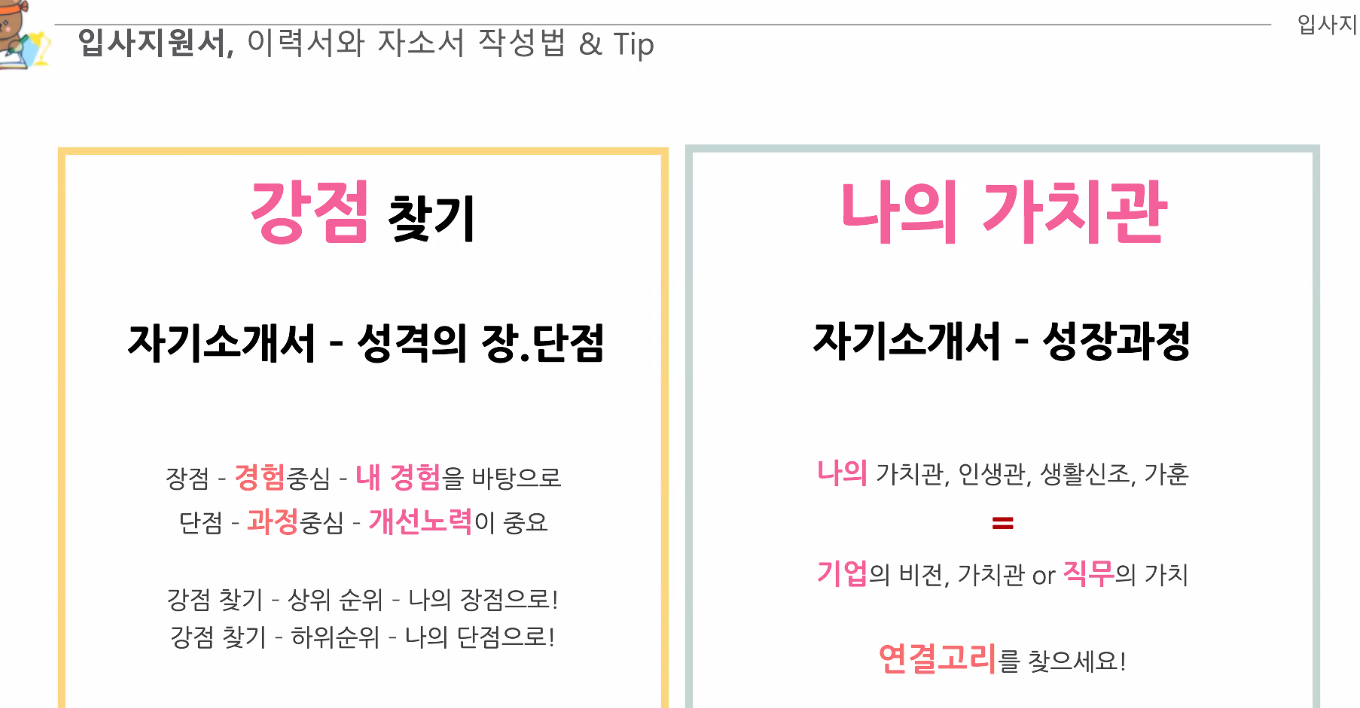 입사지
입사지원서, 이력서와 자소서 작성법 & Tip
강점 찾기
자기소개서 - 성격의 장.단점
장점 - 경험중심 - 내 경험을 바탕으로
단점 - 과정중심 - 개선노력이 중요
강점 찾기 - 상위 순위 - 나의 장점으로!
강점 찾기 - 하위순위 - 나의 단점으로!
나의 가치관
자기소개서 - 성장과정
나의 가치관, 인생관, 생활신조, 가훈
=
기업의 비전, 가치관 or 직무의 가치
연결고리를 찾으세요!